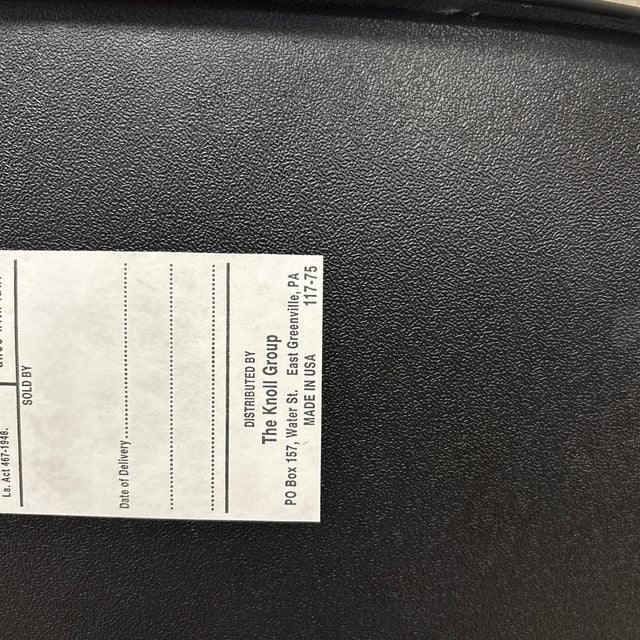 La. Act 467-1948.
SOLD BY
Date of Delivery
DISTRIBUTED BY
The Knoll Group
PO Box 157, Water St. East Greenville, PA
MADE IN USA 117-75